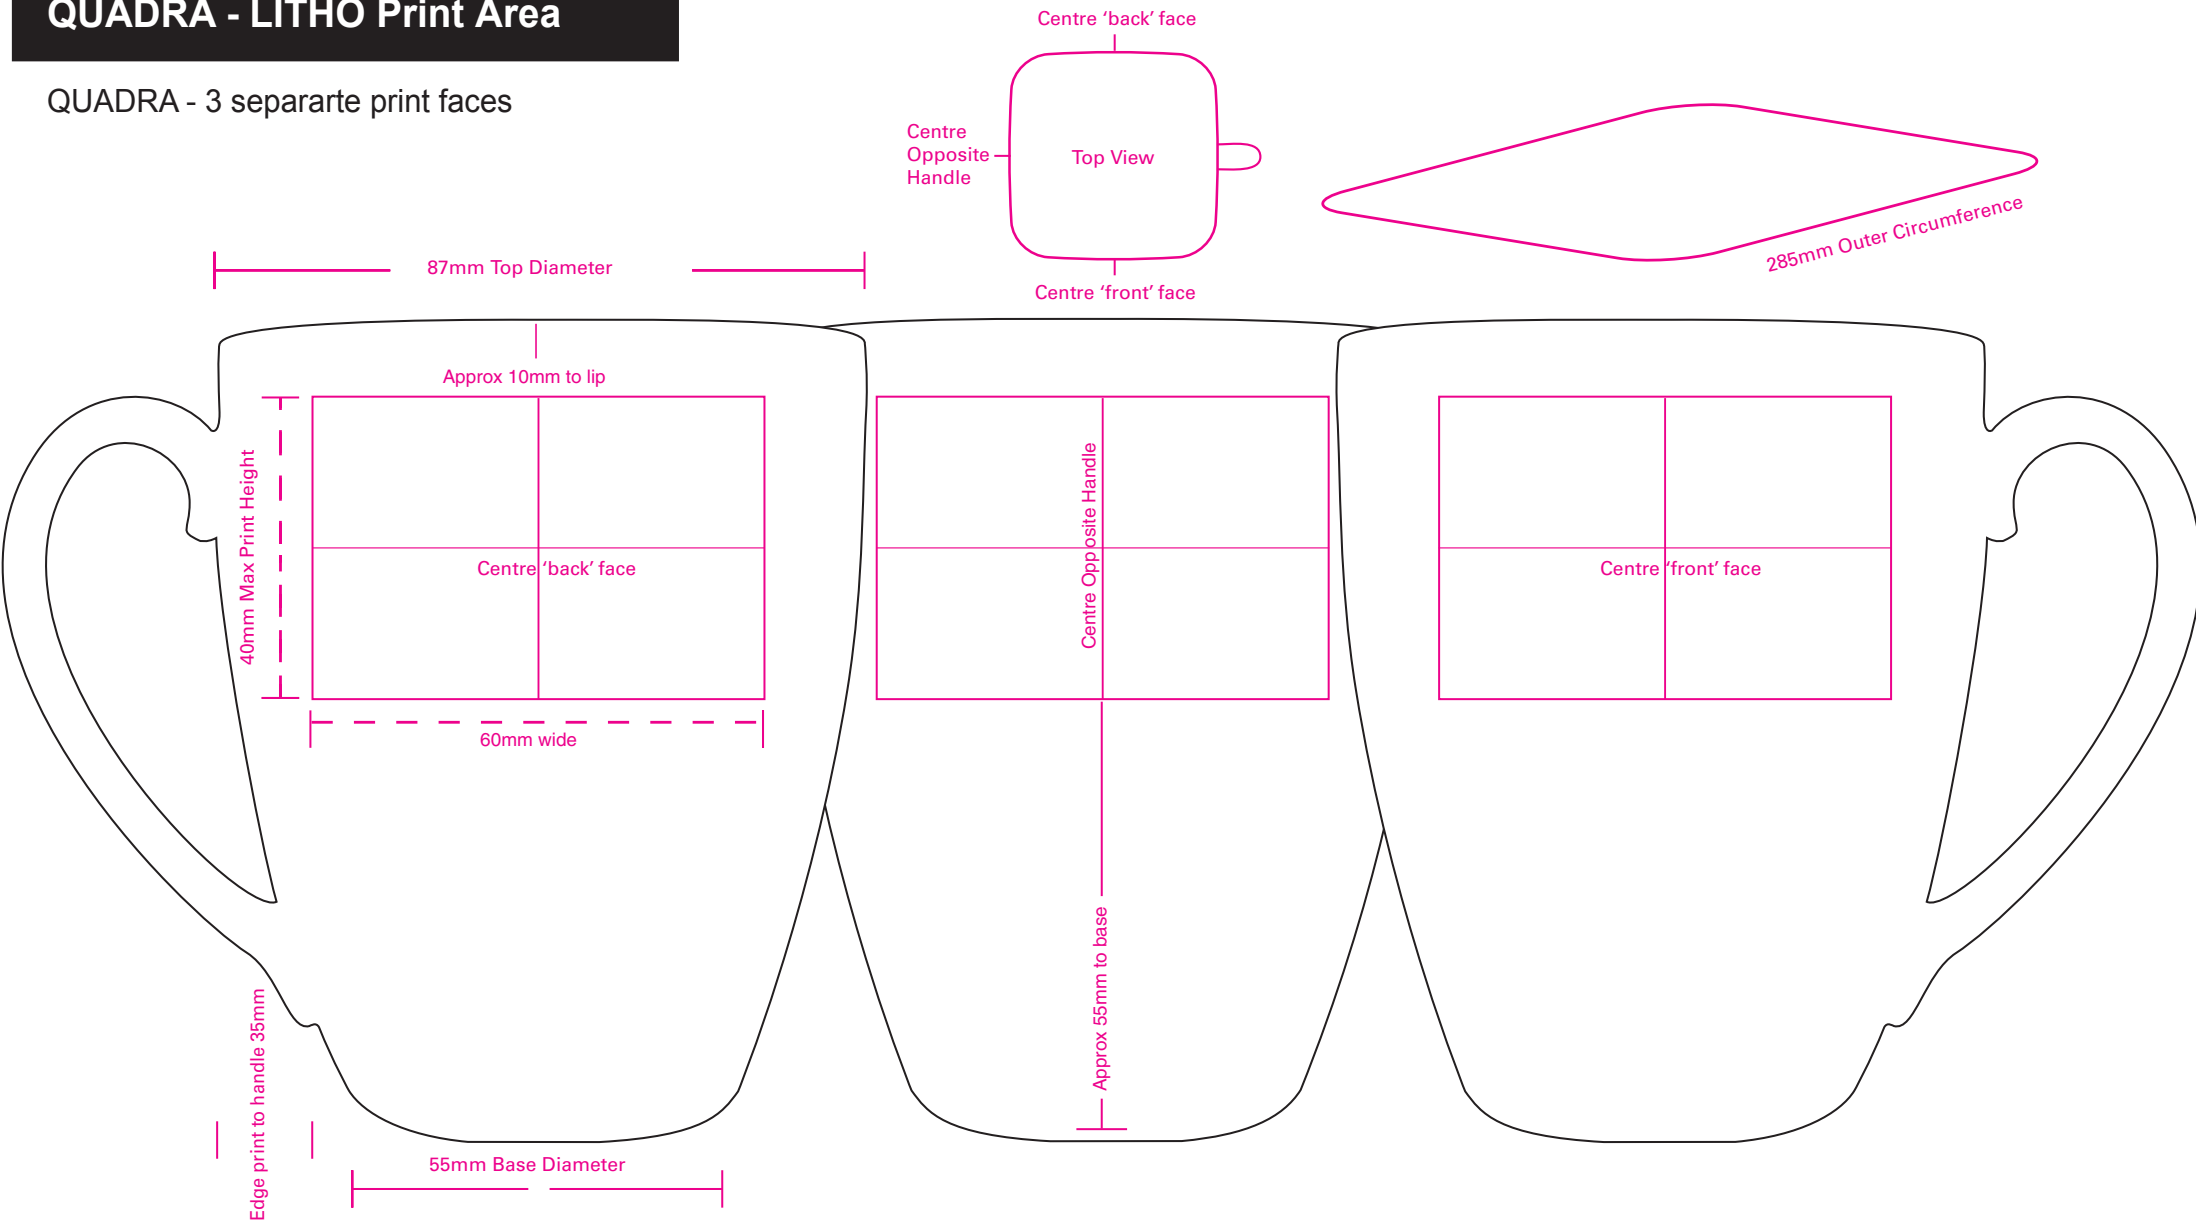 QUADRA - LITHO Print Area
QUADRA - 3 separarte print faces
Centre ‘back’ face
Centre
Opposite
Handle
Top View
Centre ‘front’ face
285mm Outer Circumference
87mm Top Diameter
Approx 10mm to lip
40mm Max Print Height
Centre ‘back’ face
60mm wide
Centre Opposite Handle
Centre ‘front’ face
Approx 55mm to base
Edge print to handle 35mm
55mm Base Diameter